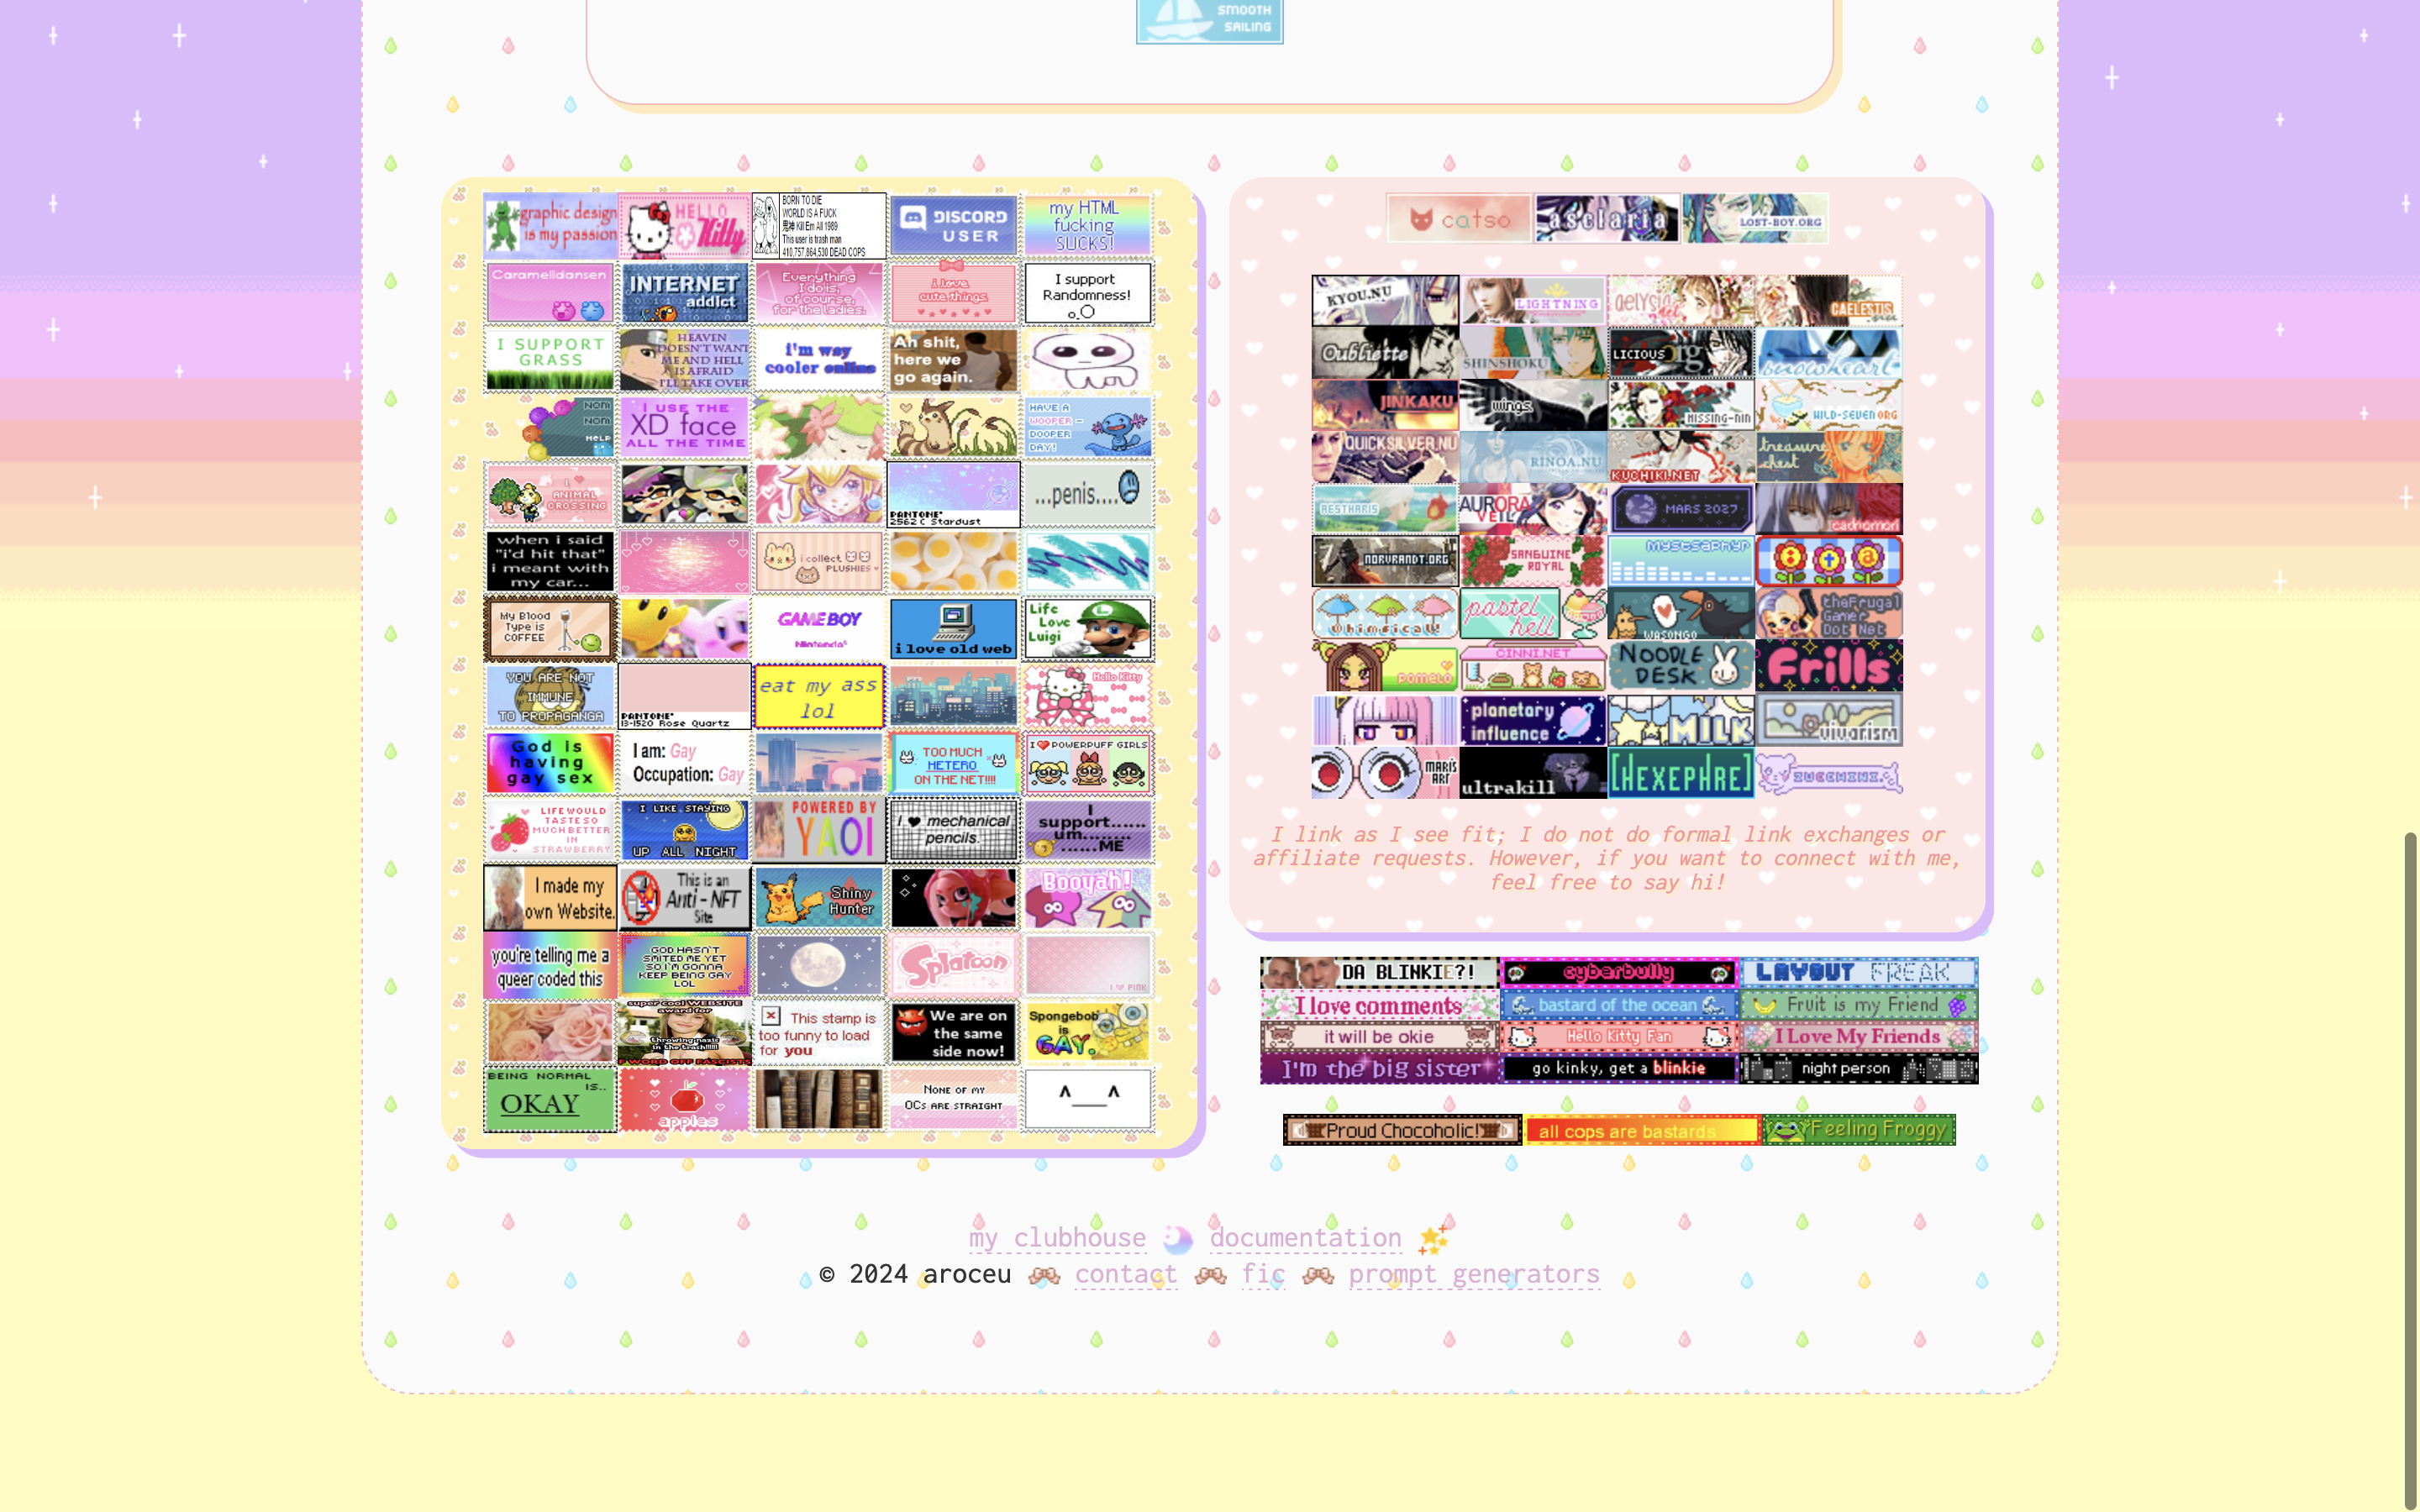 SMOOTH
SAILING
graphic design
is my passion
HELLO
Kitty
BORN TO DIE
WORLD IS A FUCK
鬼神 Kill Em All 1989
This user is trash man
410,757,864,530 DEAD COPS
DISCORD
USER
my HTML
fucking
SUCKS!
Caramelldansen
INTERNET
addict
Everything
I do is,
of course,
for the ladies.
i love
cute things.
I support
Randomness!
o.O
I SUPPORT
GRASS
HEAVEN
DOESN'T WANT
ME AND HELL
IS AFRAID
I'LL TAKE OVER
i'm way
cooler online
Ah shit,
here we
go again.
NOM
NOM
HELP
I USE THE
XD face
ALL THE TIME
HAVE A
WOOPER -
DOOPER
DAY!
I
ANIMAL
CROSSING
PANTONE®
2562 C Stardust
...penis....
when i said
"i'd hit that"
i meant with
my car...
i collect
PLUSHIES
My Blood
Type is
COFFEE
GAME BOY
Nintendo®
i love old web
Life
Love
Luigi
YOU ARE NOT
IMMUNE
TO PROPAGANGA
PANTONE®
13-1520 Rose Quartz
eat my ass
lol
Hello Kitty
God is
having
gay sex
I am: Gay
Occupation: Gay
TOO MUCH
HETERO
ON THE NET!!!!
I ❤ POWERPUFF GIRLS
LIFE WOULD
TASTE SO
MUCH BETTER
IN
STRAWBERRY
I LIKE STAYING
UP ALL NIGHT
POWERED BY
YAOI
I ♥ mechanical
pencils.
I
support......
um........
......ME
I made my
own Website.
This is an
Anti-NFT
Site
Shiny
Hunter
Booyah!
you're telling me a
queer coded this
GOD HASN'T
SMITED ME YET
SO I'M GONNA
KEEP BEING GAY
LOL
Splatoon
I ♥ PINK
super cool WEBSITE
award for
throwing nazis
in the trash!!!!!!
F WORD OFF FASCISTS
This stamp is
too funny to load
for you
We are on
the same
side now!
Spongebob
is
GAY.
BEING NORMAL
IS..
OKAY
apples
NONE OF MY
OCS ARE STRAIGHT
^___^
catso
asclaria
LOST-BOY.ORG
KYOU.NU
LIGHTNING
aelysia
CAELESTIS
Oubliette
SHINSHOKU
LICIOUS org
JINKAKU
wings.
MISSING-NIN
WILD-SEVEN.ORG
QUICKSILVER.NU
RINOA.NU
KUCHIKI.NET
treasure
chest
AESTHARIS
AURORA
VEIL
MARS 2027
cachomon
NORVRANDT.ORG
SANGUINE
ROYAL
mystsaphyr
whimsical!
pastel
hell
WASONGO
theFrugal
Gamer
Dot Net
pomelo
CINNI.NET
NOODLE
DESK
Frills
planetary
influence
MILK
vivarism
MARIS
ART
ultrakill
[HEXEPHRE]
ZUCCHINI
I link as I see fit; I do not do formal link exchanges or
affiliate requests. However, if you want to connect with me,
feel free to say hi!
DA BLINKIE?!
cyberbully
LAYOUT FREAK
I love comments
bastard of the ocean
Fruit is my Friend
it will be okie
Hello Kitty Fan
I Love My Friends
I'm the big sister
go kinky, get a blinkie
night person
Proud Chocoholic!
all cops are bastards
Feeling Froggy
my clubhouse documentation
© 2024 aroceu contact fic prompt generators